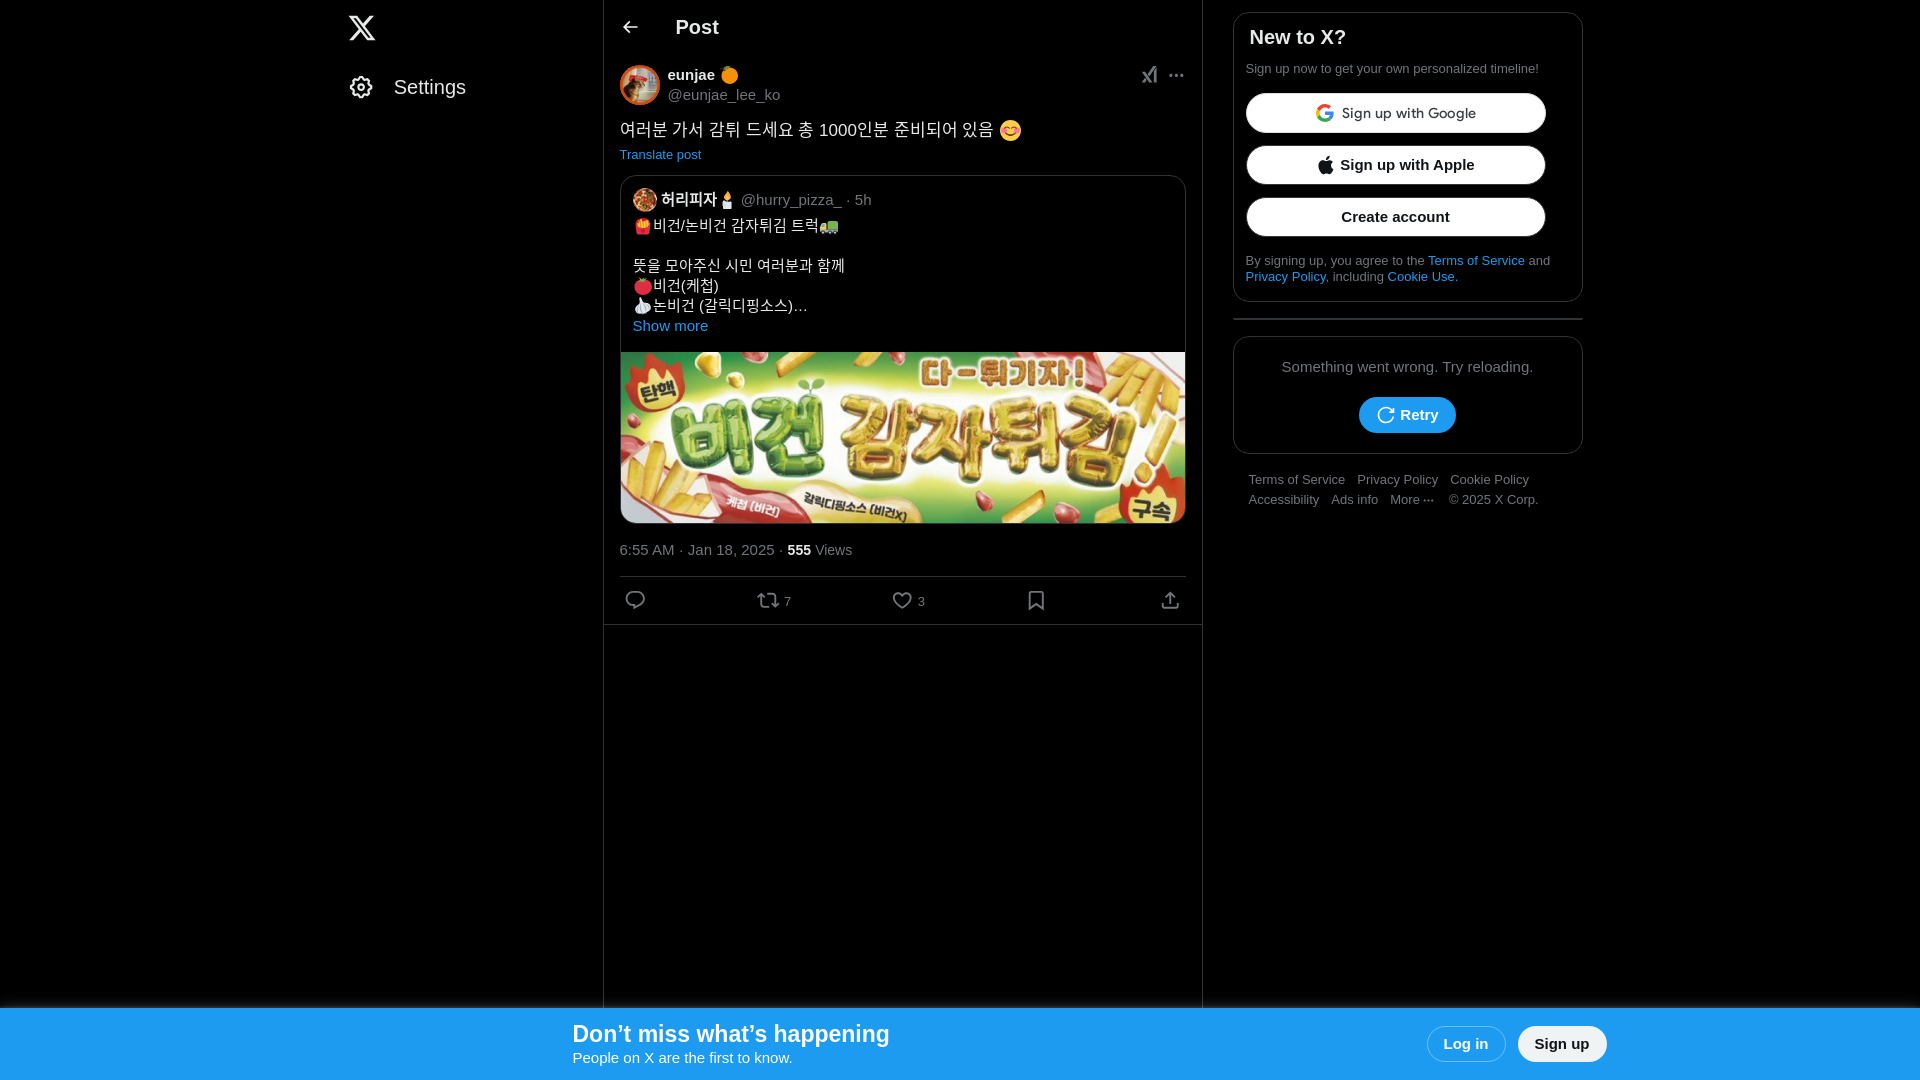 Settings
Post
eunjae 🍊
@eunjae_lee_ko
여러분 가서 감튀 드세요 총 1000인분 준비되어 있음 😊
Translate post
허리피자🕯️ @hurry_pizza_ · 5h
🍟비건/논비건 감자튀김 트럭🚛
뜻을 모아주신 시민 여러분과 함께
🍅비건(케첩)
🧄논비건 (갈릭디핑소스)…
Show more
다-튀기자!
탄핵
비건 감자튀김!
케첩 (비건)
갈릭디핑소스 (비건X)
구속
6:55 AM · Jan 18, 2025 · 555 Views
7
3
New to X?
Sign up now to get your own personalized timeline!
Sign up with Google
Sign up with Apple
Create account
By signing up, you agree to the Terms of Service and
Privacy Policy, including Cookie Use.
Something went wrong. Try reloading.
Retry
Terms of Service Privacy Policy Cookie Policy
Accessibility Ads info More ··· © 2025 X Corp.
Don’t miss what’s happening
People on X are the first to know.
Log in
Sign up